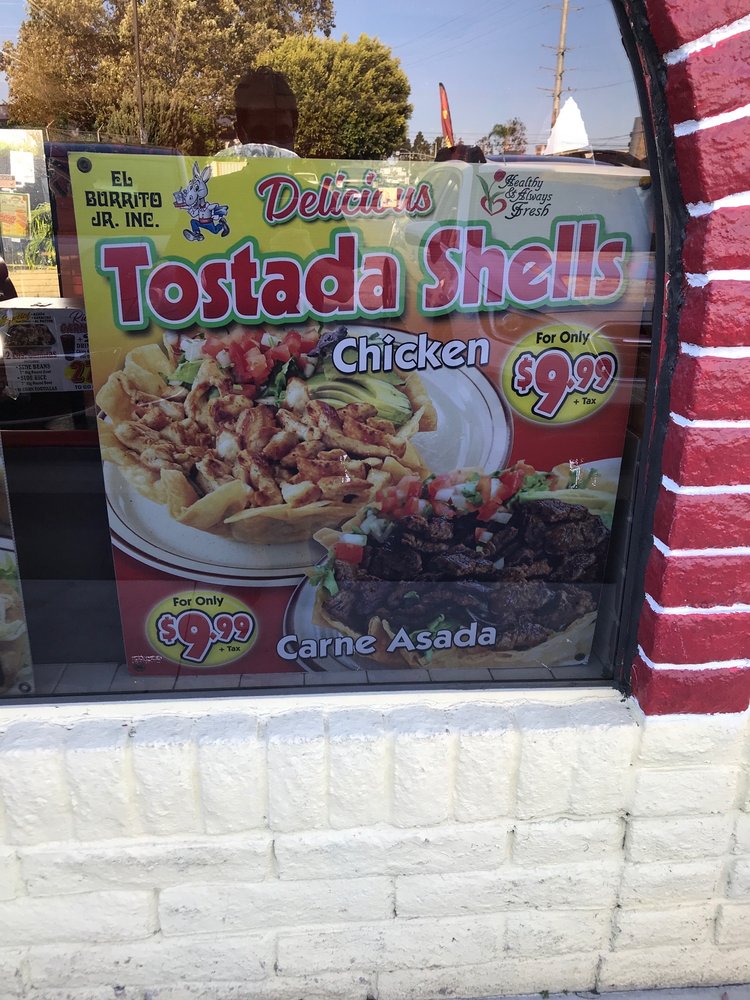 EL
BURRITO
JR. INC.
Delicious
Healthy
& Always
Fresh
Tostada Shells
Chicken
For Only
$9.99
+ Tax
For Only
$9.99
+ Tax
Carne Asada